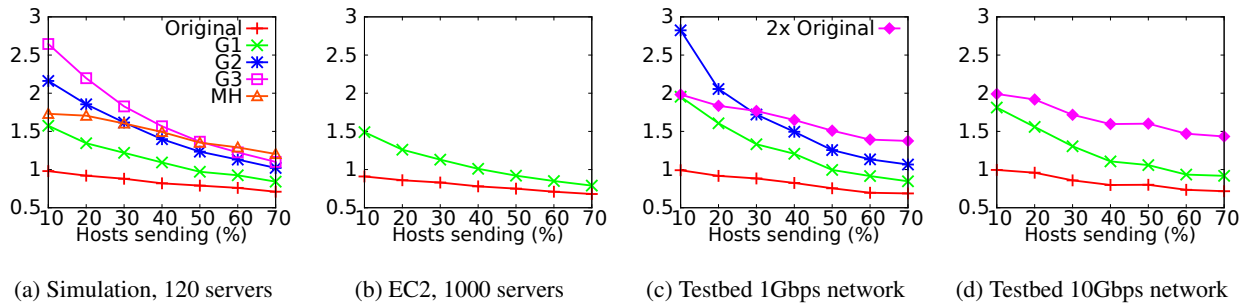 3
2.5
2
1.5
1
0.5
10 20 30 40 50 60 70
Hosts sending (%)
Original
G1
G2
G3
MH
(a) Simulation, 120 servers
3
2.5
2
1.5
1
0.5
10 20 30 40 50 60 70
Hosts sending (%)
(b) EC2, 1000 servers
3
2.5
2
1.5
1
0.5
10 20 30 40 50 60 70
Hosts sending (%)
2x Original
(c) Testbed 1Gbps network
3
2.5
2
1.5
1
0.5
10 20 30 40 50 60 70
Hosts sending (%)
(d) Testbed 10Gbps network